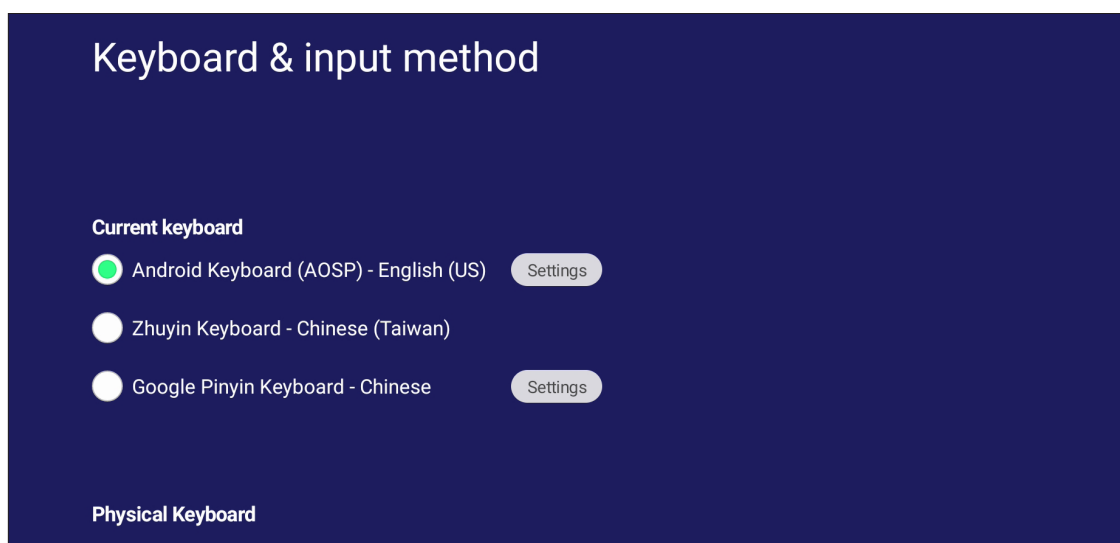 Keyboard & input method
Current keyboard
Android Keyboard (AOSP) - English (US) Settings
Zhuyin Keyboard - Chinese (Taiwan)
Google Pinyin Keyboard - Chinese Settings
Physical Keyboard